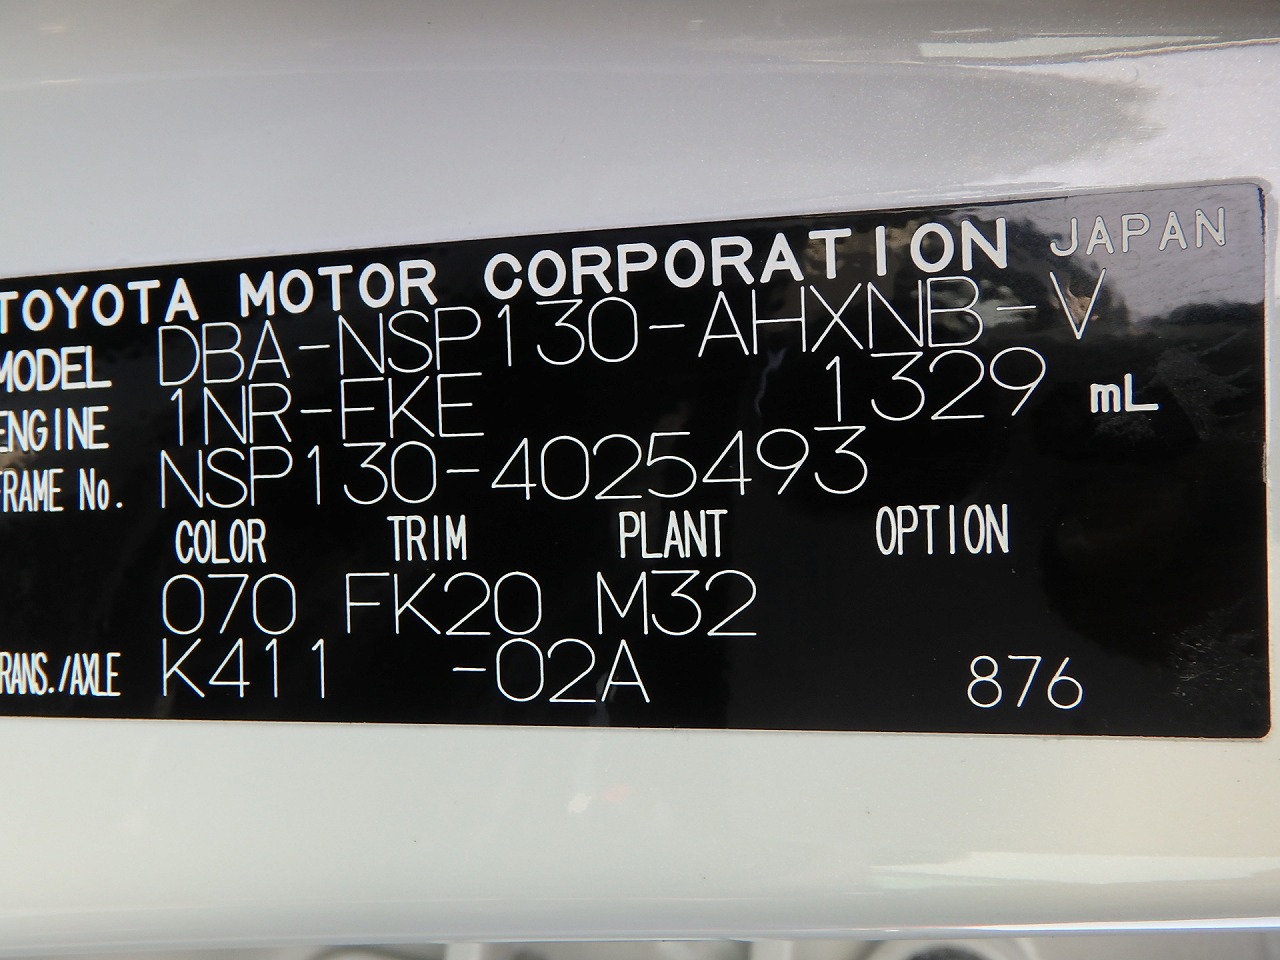 TOYOTA MOTOR CORPORATION JAPAN
MODEL DBA-NSP130-AHXNB-V
ENGINE 1NR-FKE 1329 mL
FRAME No. NSP130-4025493
COLOR TRIM PLANT OPTION
070 FK20 M32
TRANS./AXLE K411 -02A 876